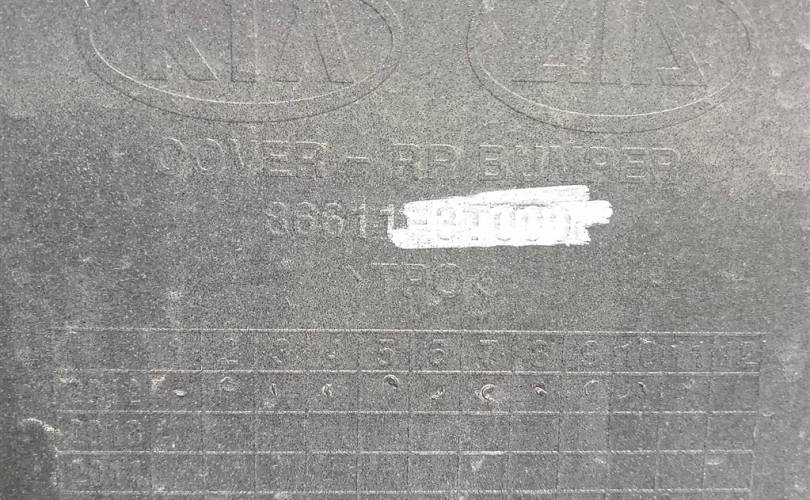 KIA KIA
COVER - RR BUMPER
86611-3T000
>TPO<
1 2 3 4 5 6 7 8 9 10 11 12
2012
2013